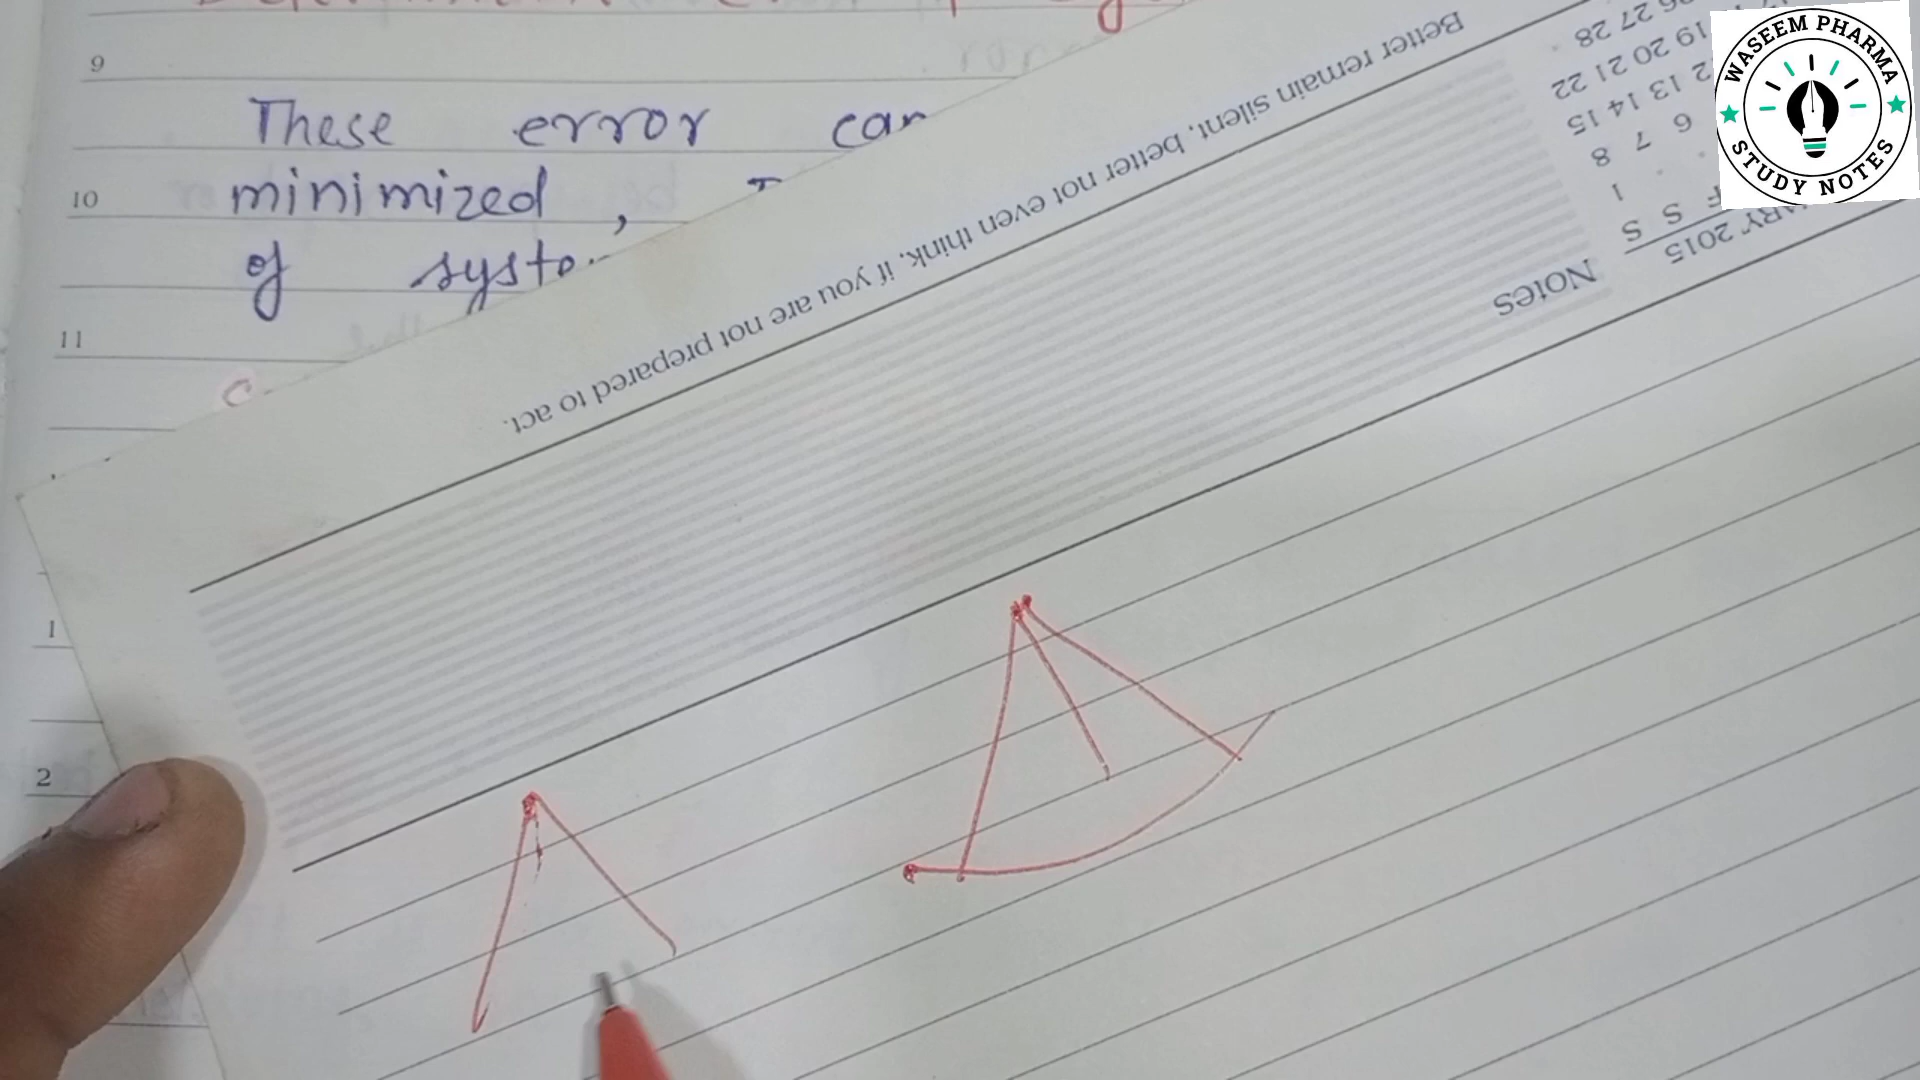 9
These error can
10
minimized ,
of
11
1
2
Better remain silent, better not even think, if you are not prepared to act.
Notes
2015
F S S
1
6 7 8
2 13 14 15
19 20 21 22
26 27 28
WASEEM PHARMA
STUDY NOTES